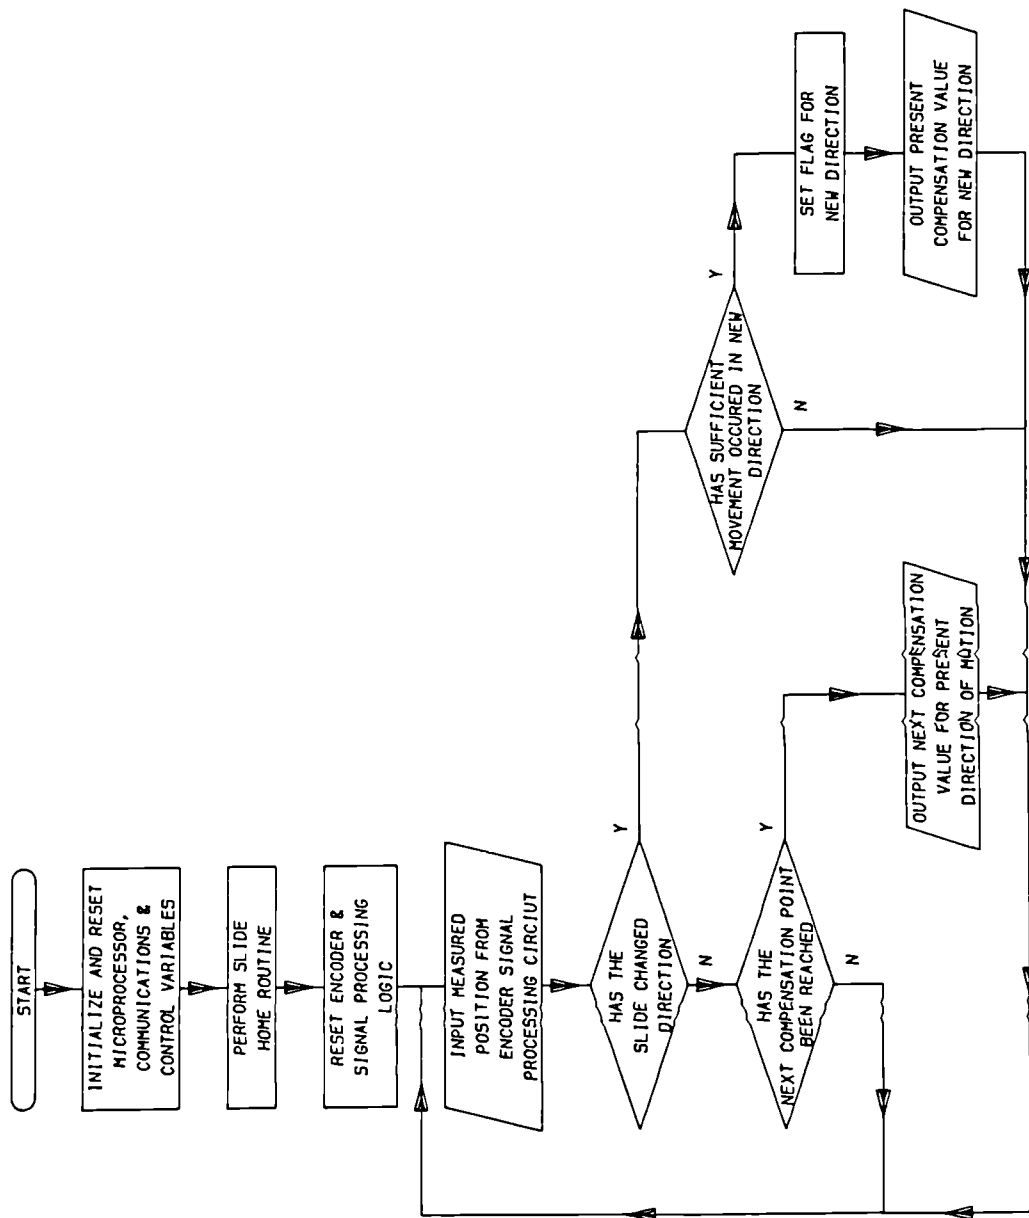 START
INITIALIZE AND RESET
MICROPROCESSOR,
COMMUNICATIONS &
CONTROL VARIABLES
PERFORM SLIDE
HOME ROUTINE
RESET ENCODER &
SIGNAL PROCESSING
LOGIC
INPUT MEASURED
POSITION FROM
ENCODER SIGNAL
PROCESSING CIRCIUT
HAS THE
SLIDE CHANGED
DIRECTION
Y
N
HAS THE
NEXT COMPENSATION POINT
BEEN REACHED
Y
N
OUTPUT NEXT COMPENSATION
VALUE FOR PRESENT
DIRECTION OF MOTION
HAS SUFFICIENT
MOVEMENT OCCURED IN NEW
DIRECTION
Y
N
SET FLAG FOR
NEW DIRECTION
OUTPUT PRESENT
COMPENSATION VALUE
FOR NEW DIRECTION